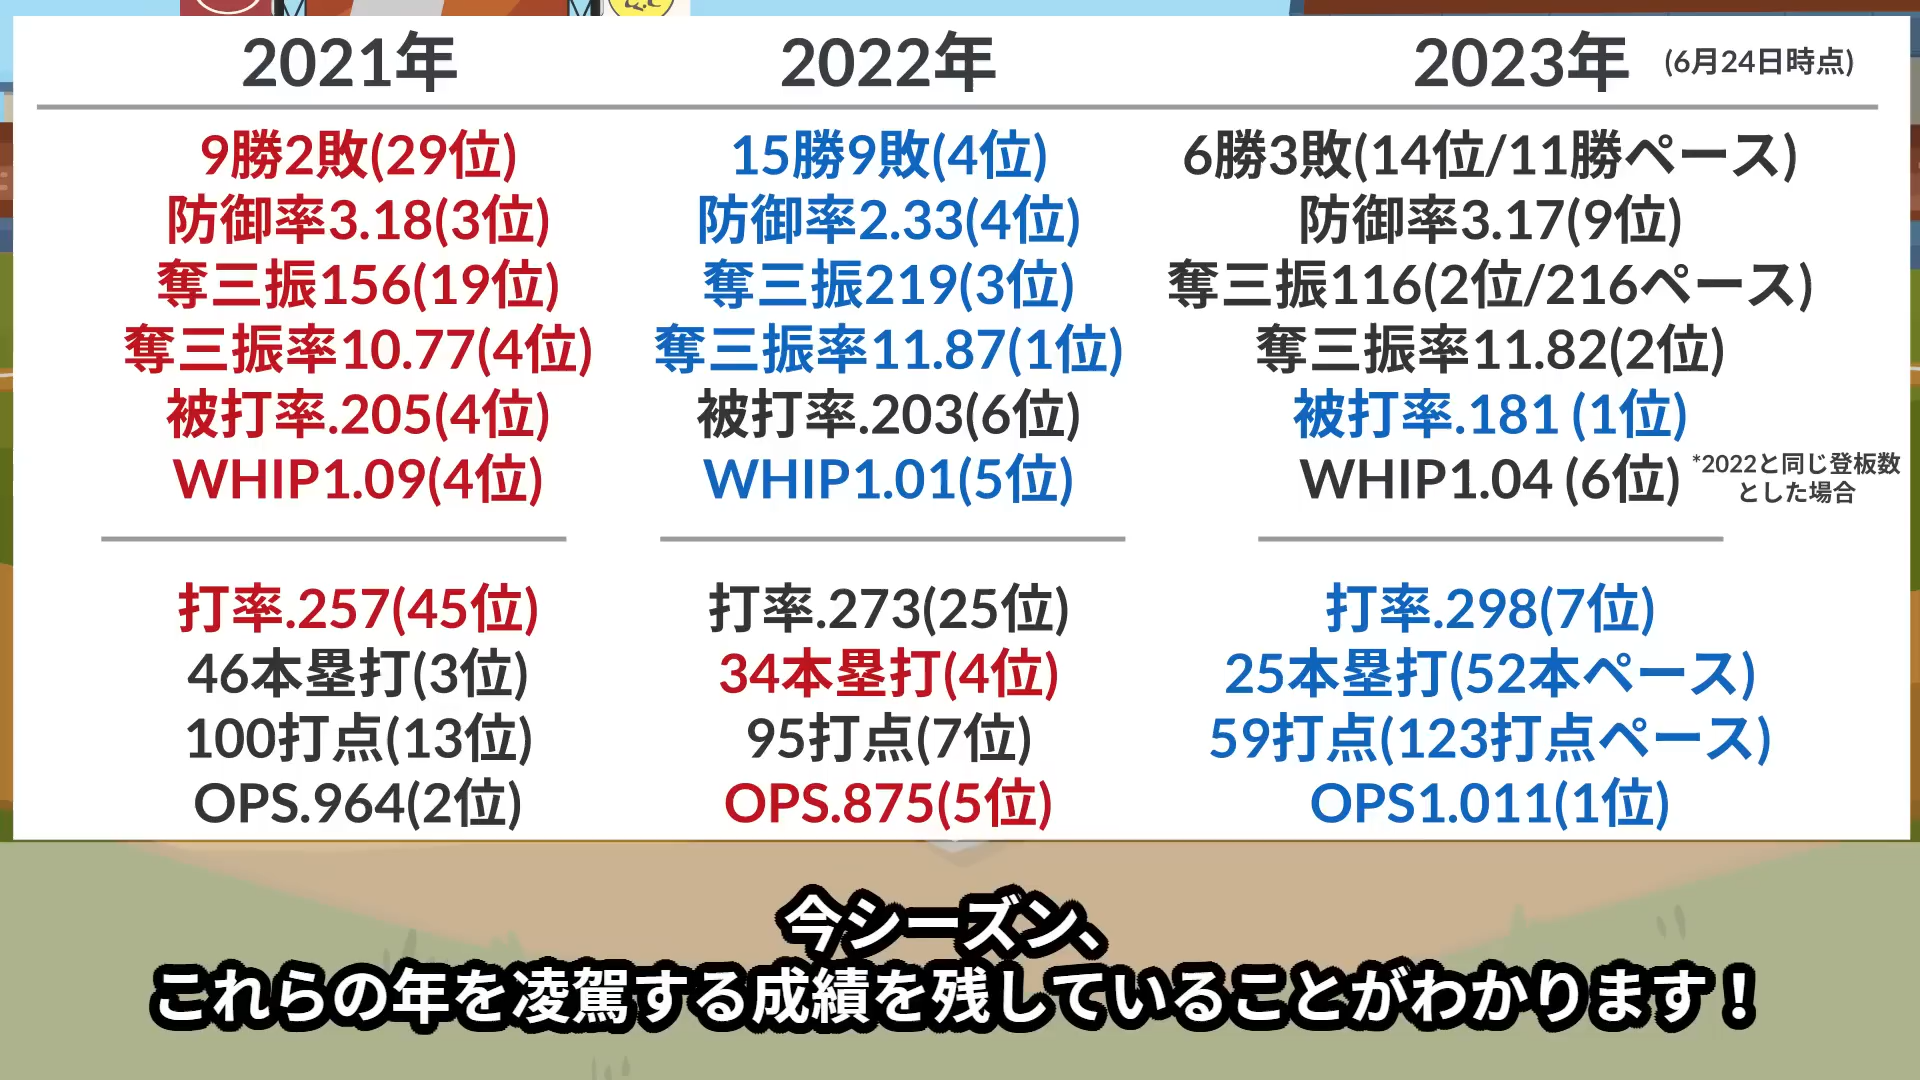 2021年
2022年
2023年 (6月24日時点)
9勝2敗(29位)
防御率3.18(3位)
奪三振156(19位)
奪三振率10.77(4位)
被打率.205(4位)
WHIP1.09(4位)
打率.257(45位)
46本塁打(3位)
100打点(13位)
OPS.964(2位)
15勝9敗(4位)
防御率2.33(4位)
奪三振219(3位)
奪三振率11.87(1位)
被打率.203(6位)
WHIP1.01(5位)
打率.273(25位)
34本塁打(4位)
95打点(7位)
OPS.875(5位)
6勝3敗(14位/11勝ペース)
防御率3.17(9位)
奪三振116(2位/216ペース)
奪三振率11.82(2位)
被打率.181 (1位)
WHIP1.04 (6位)
*2022と同じ登板数
とした場合
打率.298(7位)
25本塁打(52本ペース)
59打点(123打点ペース)
OPS1.011(1位)
今シーズン、
これらの年を凌駕する成績を残していることがわかります！